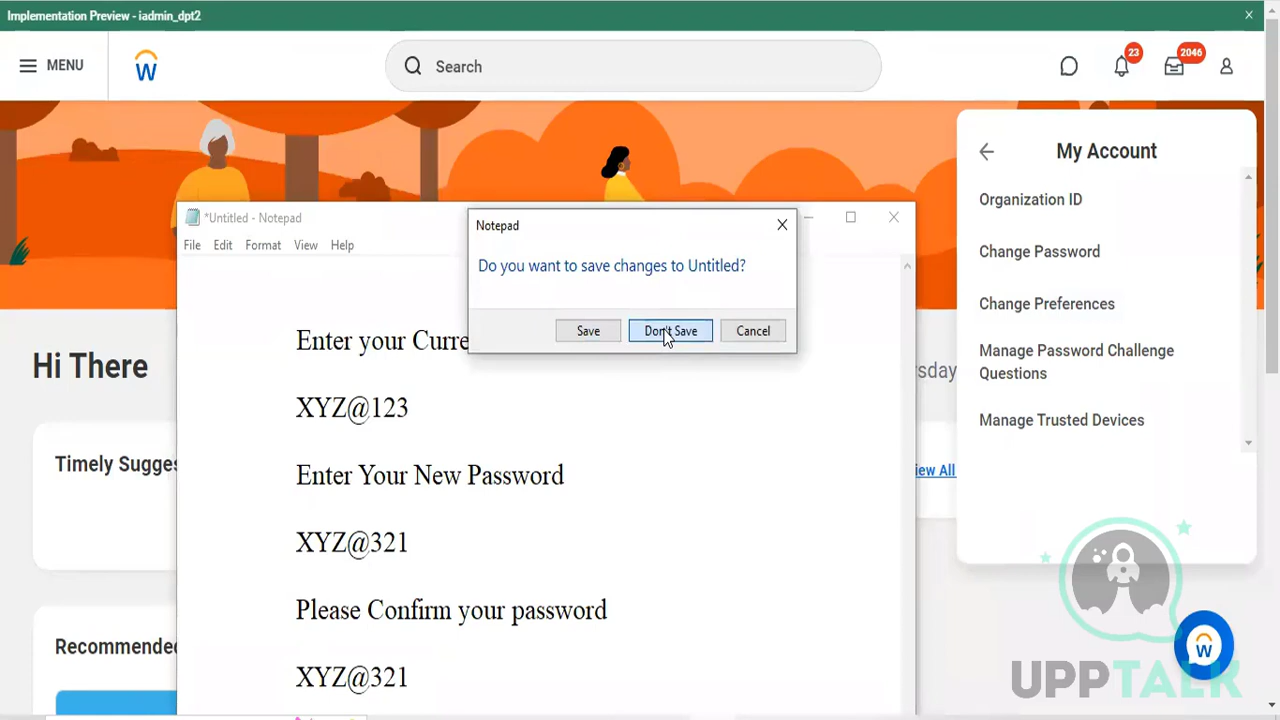 Implementation Preview - iadmin_dpt2
MENU
Search
23
2046
My Account
Organization ID
Change Password
Change Preferences
Manage Password Challenge
Questions
Manage Trusted Devices
*Untitled - Notepad
File Edit Format View Help
Notepad
Do you want to save changes to Untitled?
Save Don't Save Cancel
Enter your Curre
XYZ@123
Enter Your New Password
XYZ@321
Please Confirm your password
XYZ@321
Hi There
sday
Timely Sugges
iew All
Recommended
W
UPPTALK